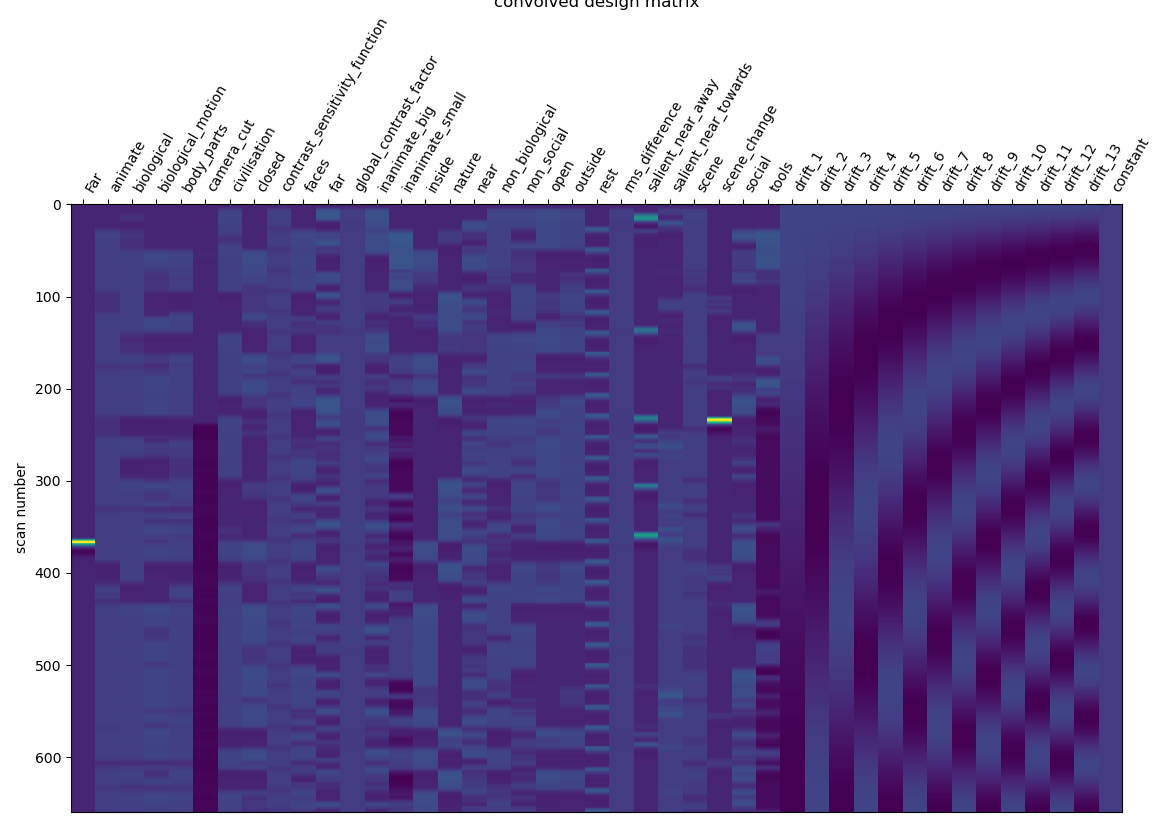 convolved design matrix
Far
animate
biological
biological_motion
body_parts
camera_cut
civilisation
closed
contrast_sensitivity_function
faces
far
global_contrast_factor
inanimate_big
inanimate_small
inside
nature
near
non_biological
non_social
open
outside
rest
rms_difference
salient_near_away
salient_near_towards
scene
scene_change
social
tools
drift_1
drift_2
drift_3
drift_4
drift_5
drift_6
drift_7
drift_8
drift_9
drift_10
drift_11
drift_12
drift_13
constant
0
100
200
300
400
500
600
scan number